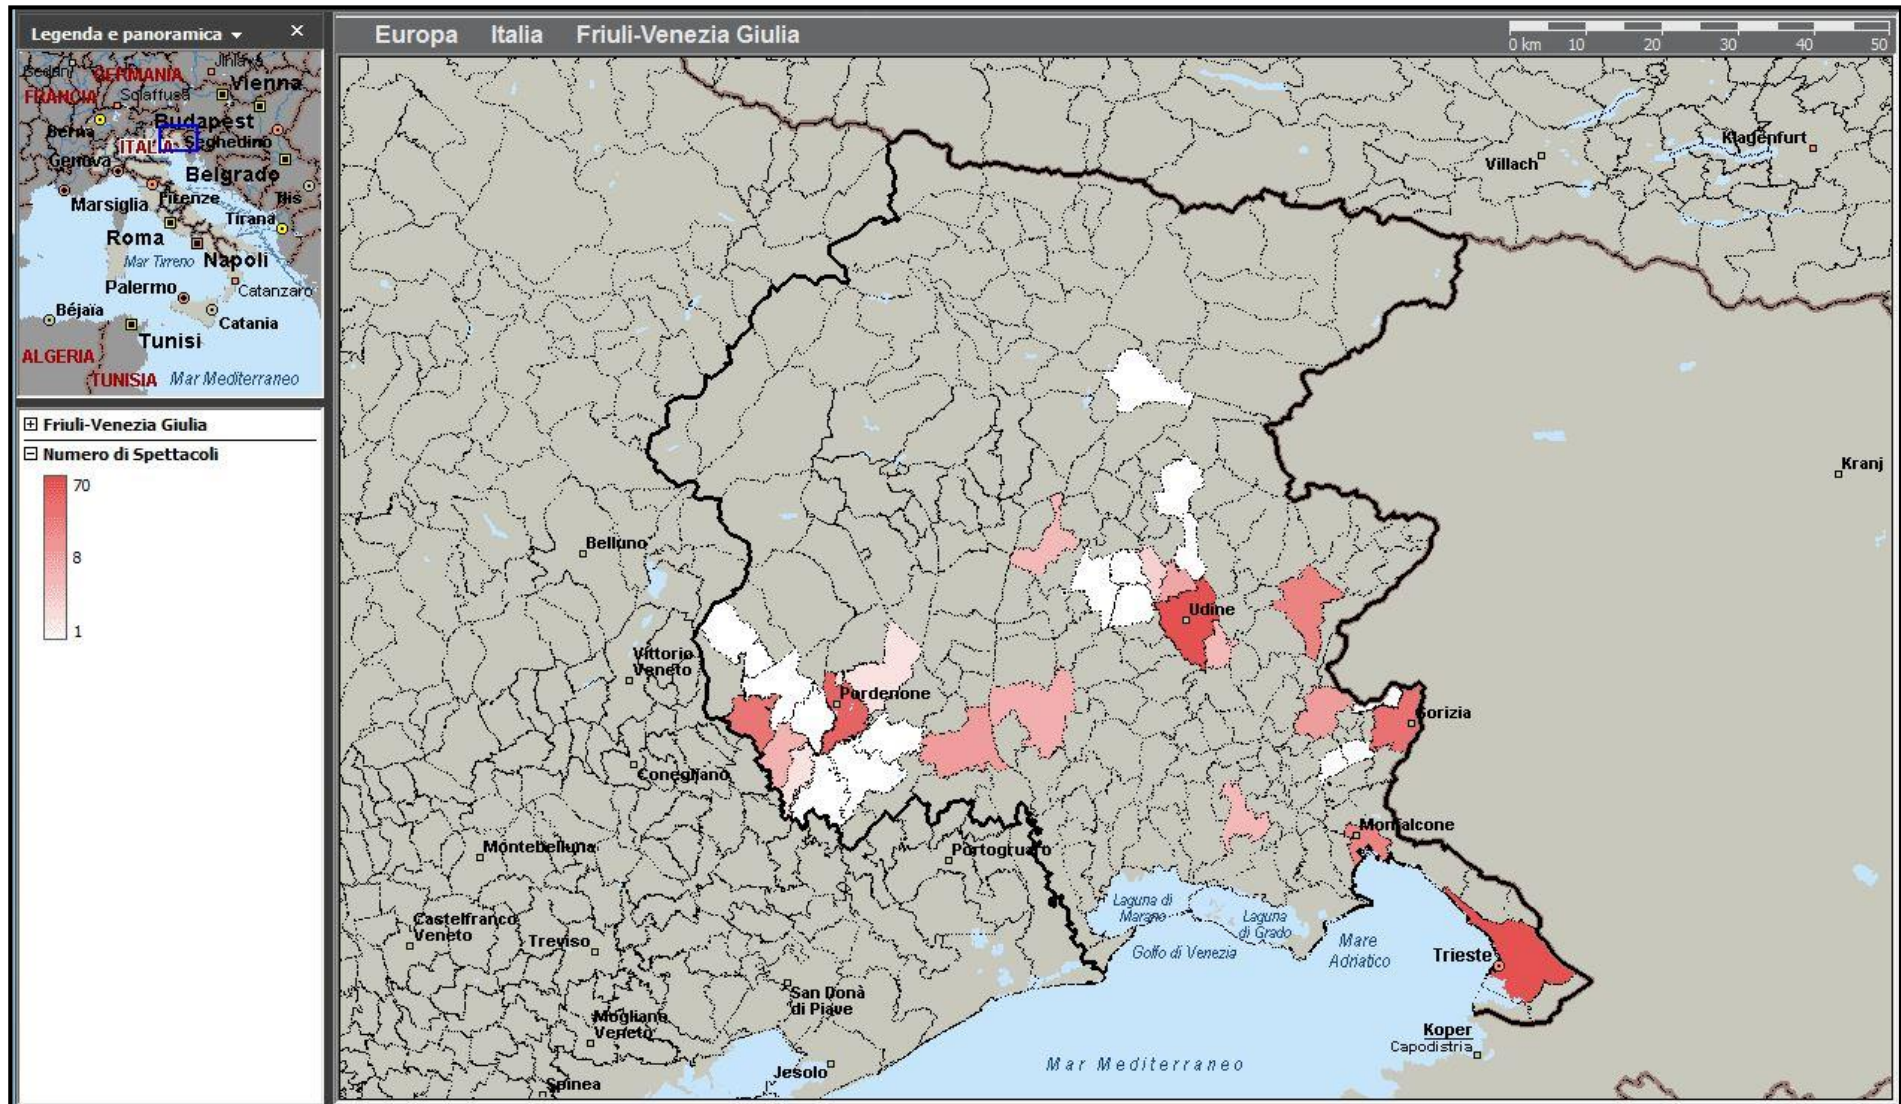 Legenda e panoramica
Europa Italia Friuli-Venezia Giulia
0 km 10 20 30 40 50
GERMANIA
Vienna
FRANCIA
Sciaffusa
Budapest
Berna
ITALIA
Seghedino
Genova
Belgrado
Marsiglia
Firenze
Tirana
Roma
Mar Tirreno
Napoli
Palermo
Catanzaro
Béjaïa
Catania
Tunisi
ALGERIA
TUNISIA
Mar Mediterraneo
Friuli-Venezia Giulia
Numero di Spettacoli
70
8
1
Klagenfurt
Villach
Kranj
Belluno
Udine
Vittorio
Veneto
Pordenone
Gorizia
Conegliano
Monfalcone
Montebelluna
Portogruaro
Laguna di
Marano
Laguna
di Grado
Castelfranco
Veneto
Treviso
Golfo di Venezia
Mare
Adriatico
Trieste
San Donà
di Piave
Mogliano
Veneto
Koper
Capodistria
Mar Mediterraneo
Jesolo
Spinea